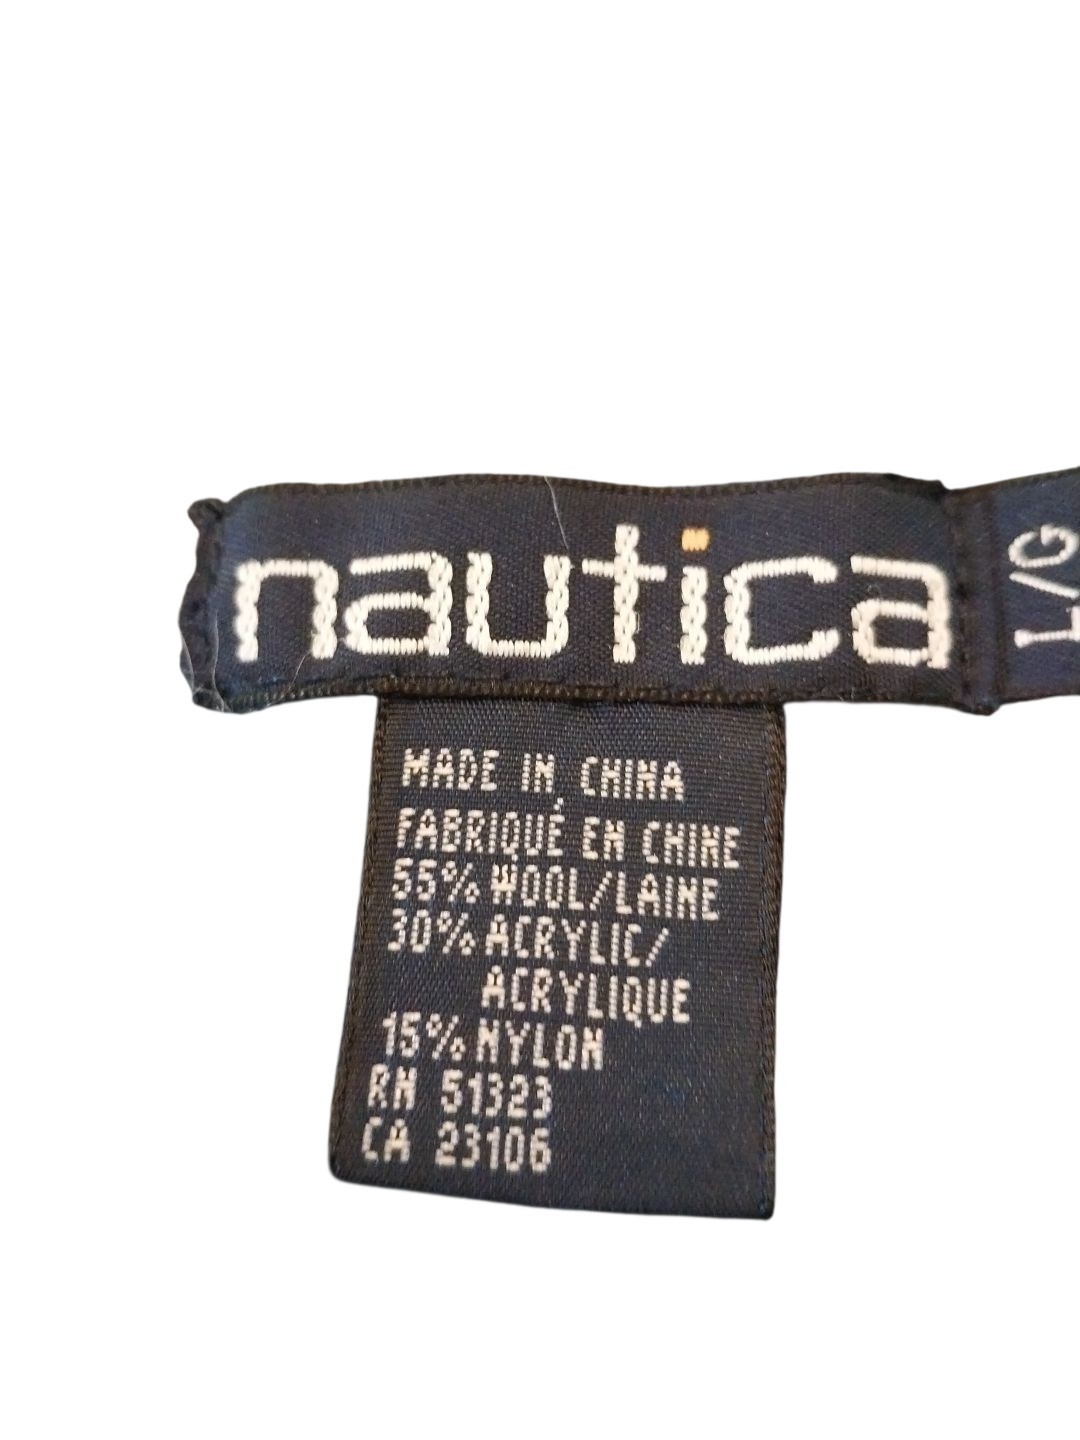 nautica
L/G
MADE IN CHINA
FABRIQUÉ EN CHINE
55% WOOL/LAINE
30% ACRYLIC/
ACRYLIQUE
15% NYLON
RN 51323
CA 23106